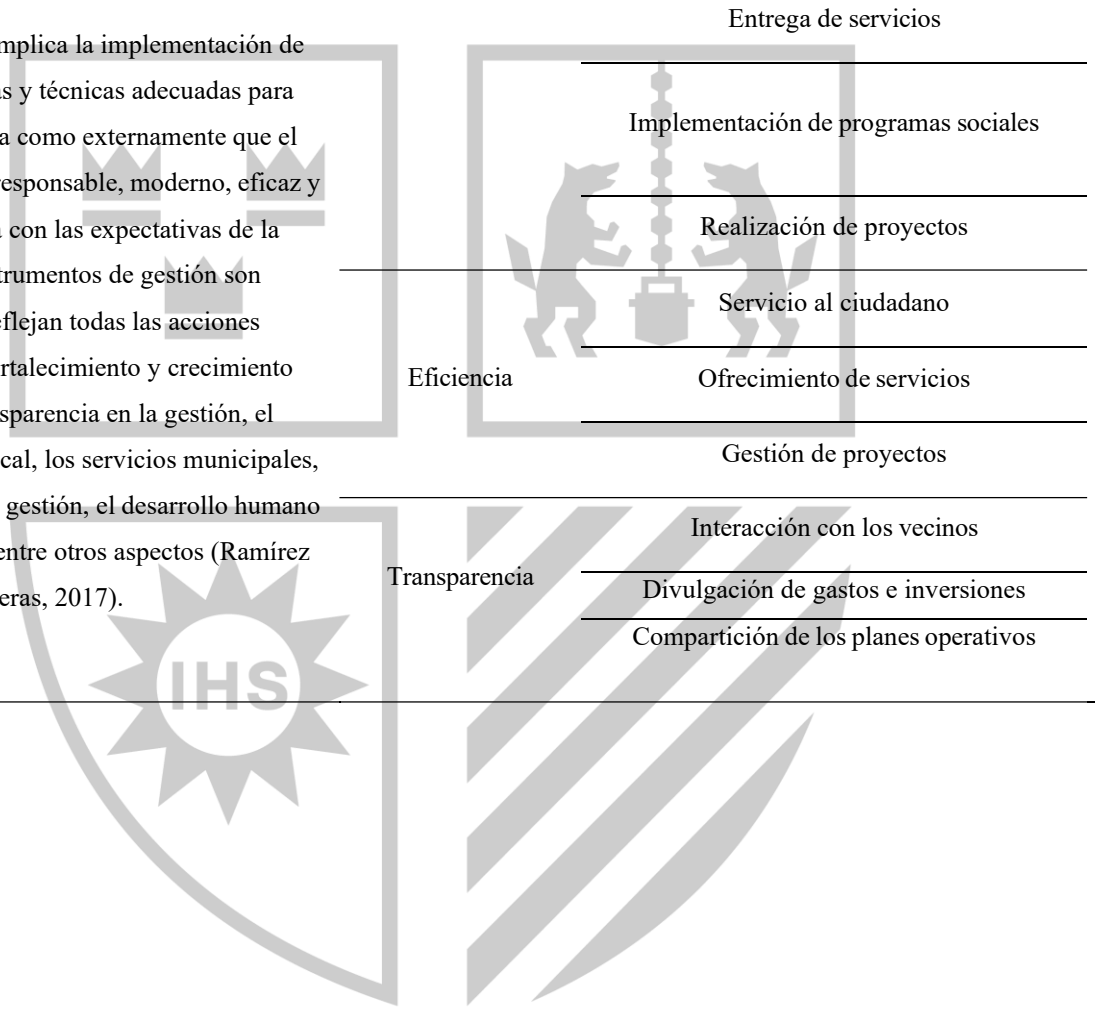 mplica la implementación de
as y técnicas adecuadas para
a como externamente que el
responsable, moderno, eficaz y
a con las expectativas de la
trumentos de gestión son
eflejan todas las acciones
rtalecimiento y crecimiento
sparencia en la gestión, el
cal, los servicios municipales,
gestión, el desarrollo humano
entre otros aspectos (Ramírez
eras, 2017).
Entrega de servicios
Implementación de programas sociales
Realización de proyectos
Eficiencia
Servicio al ciudadano
Ofrecimiento de servicios
Gestión de proyectos
Transparencia
Interacción con los vecinos
Divulgación de gastos e inversiones
Compartición de los planes operativos
IHS